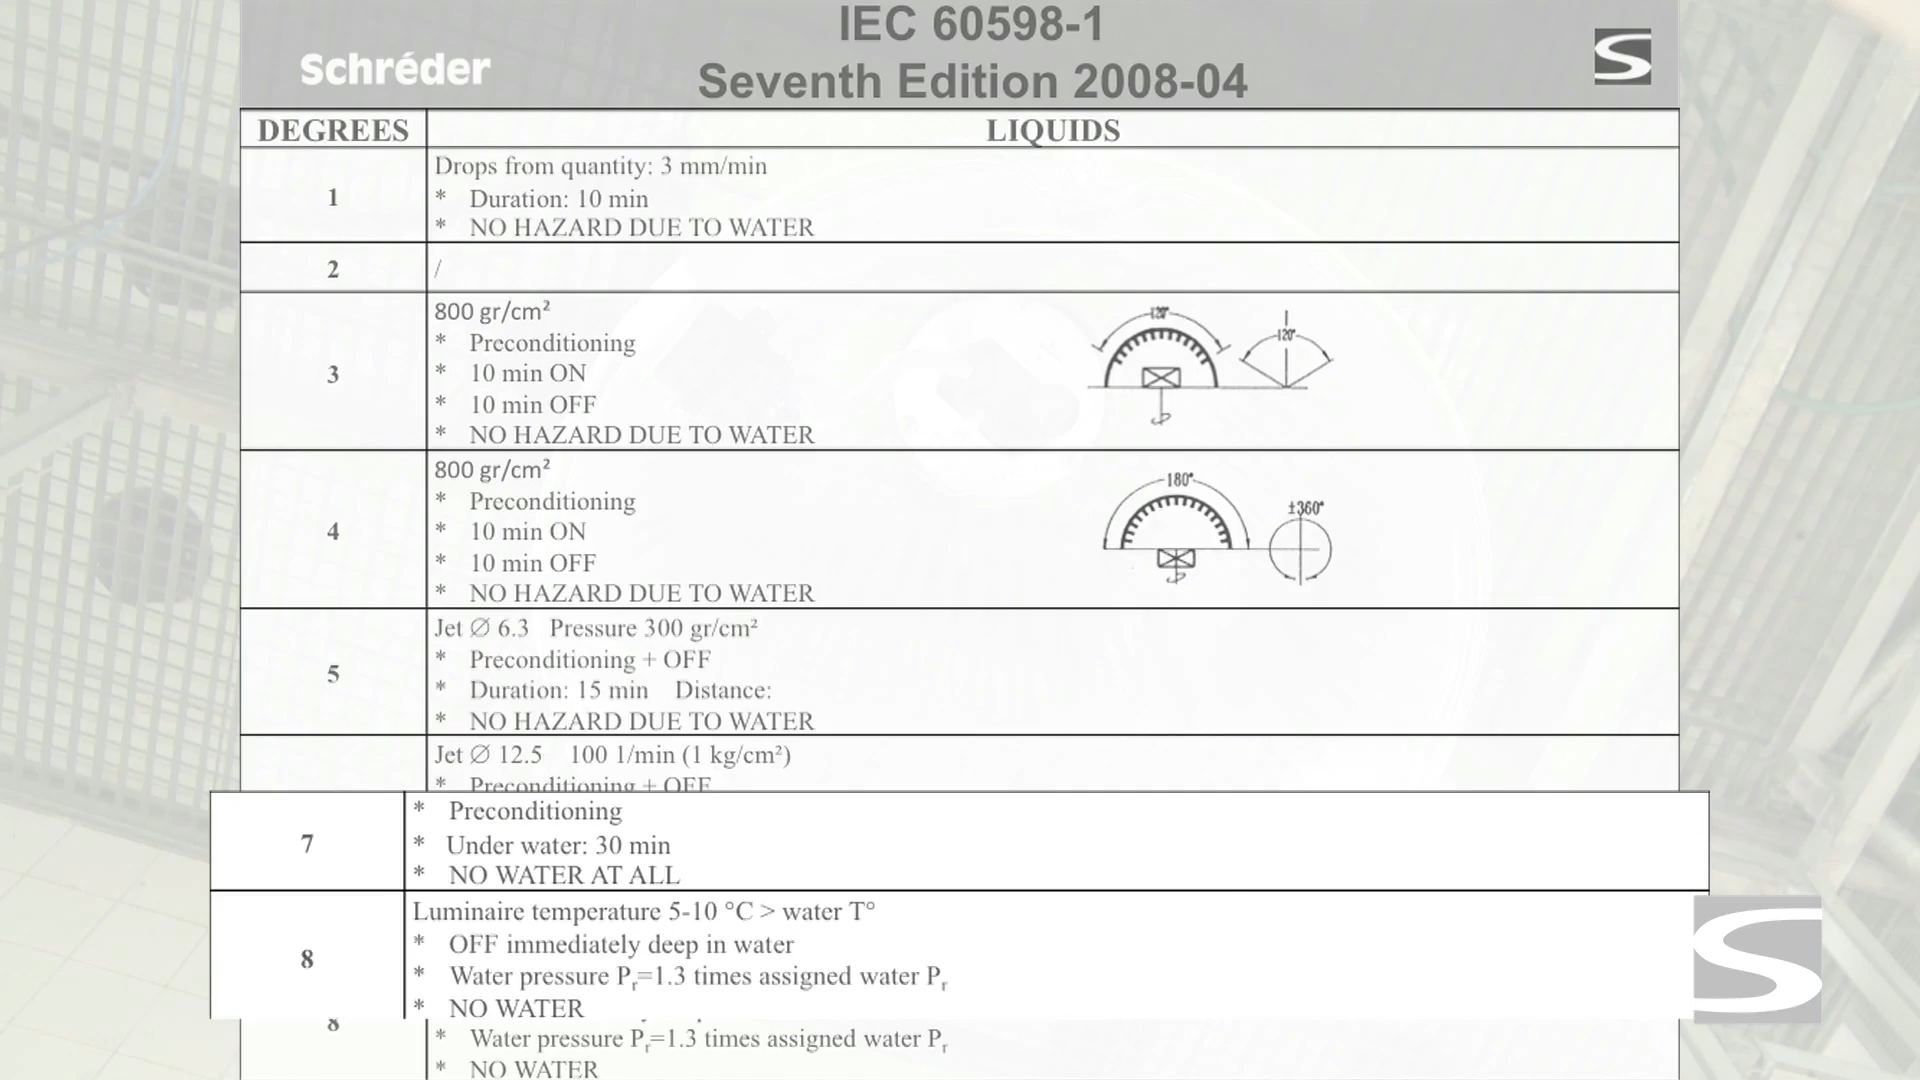 IEC 60598-1
Schréder
Seventh Edition 2008-04
DEGREES LIQUIDS
1
Drops from quantity: 3 mm/min
* Duration: 10 min
* NO HAZARD DUE TO WATER
2 /
3
800 gr/cm²
* Preconditioning
* 10 min ON
* 10 min OFF
* NO HAZARD DUE TO WATER
120°
120°
4
800 gr/cm²
* Preconditioning
* 10 min ON
* 10 min OFF
* NO HAZARD DUE TO WATER
180°
±360°
5
Jet ∅ 6.3 Pressure 300 gr/cm²
* Preconditioning + OFF
* Duration: 15 min Distance:
* NO HAZARD DUE TO WATER
Jet ∅ 12.5 100 l/min (1 kg/cm²)
* Preconditioning + OFF
7
* Preconditioning
* Under water: 30 min
* NO WATER AT ALL
8
Luminaire temperature 5-10 °C > water T°
* OFF immediately deep in water
* Water pressure Pr=1.3 times assigned water Pr
* NO WATER
8
* Water pressure Pr=1.3 times assigned water Pr
* NO WATER